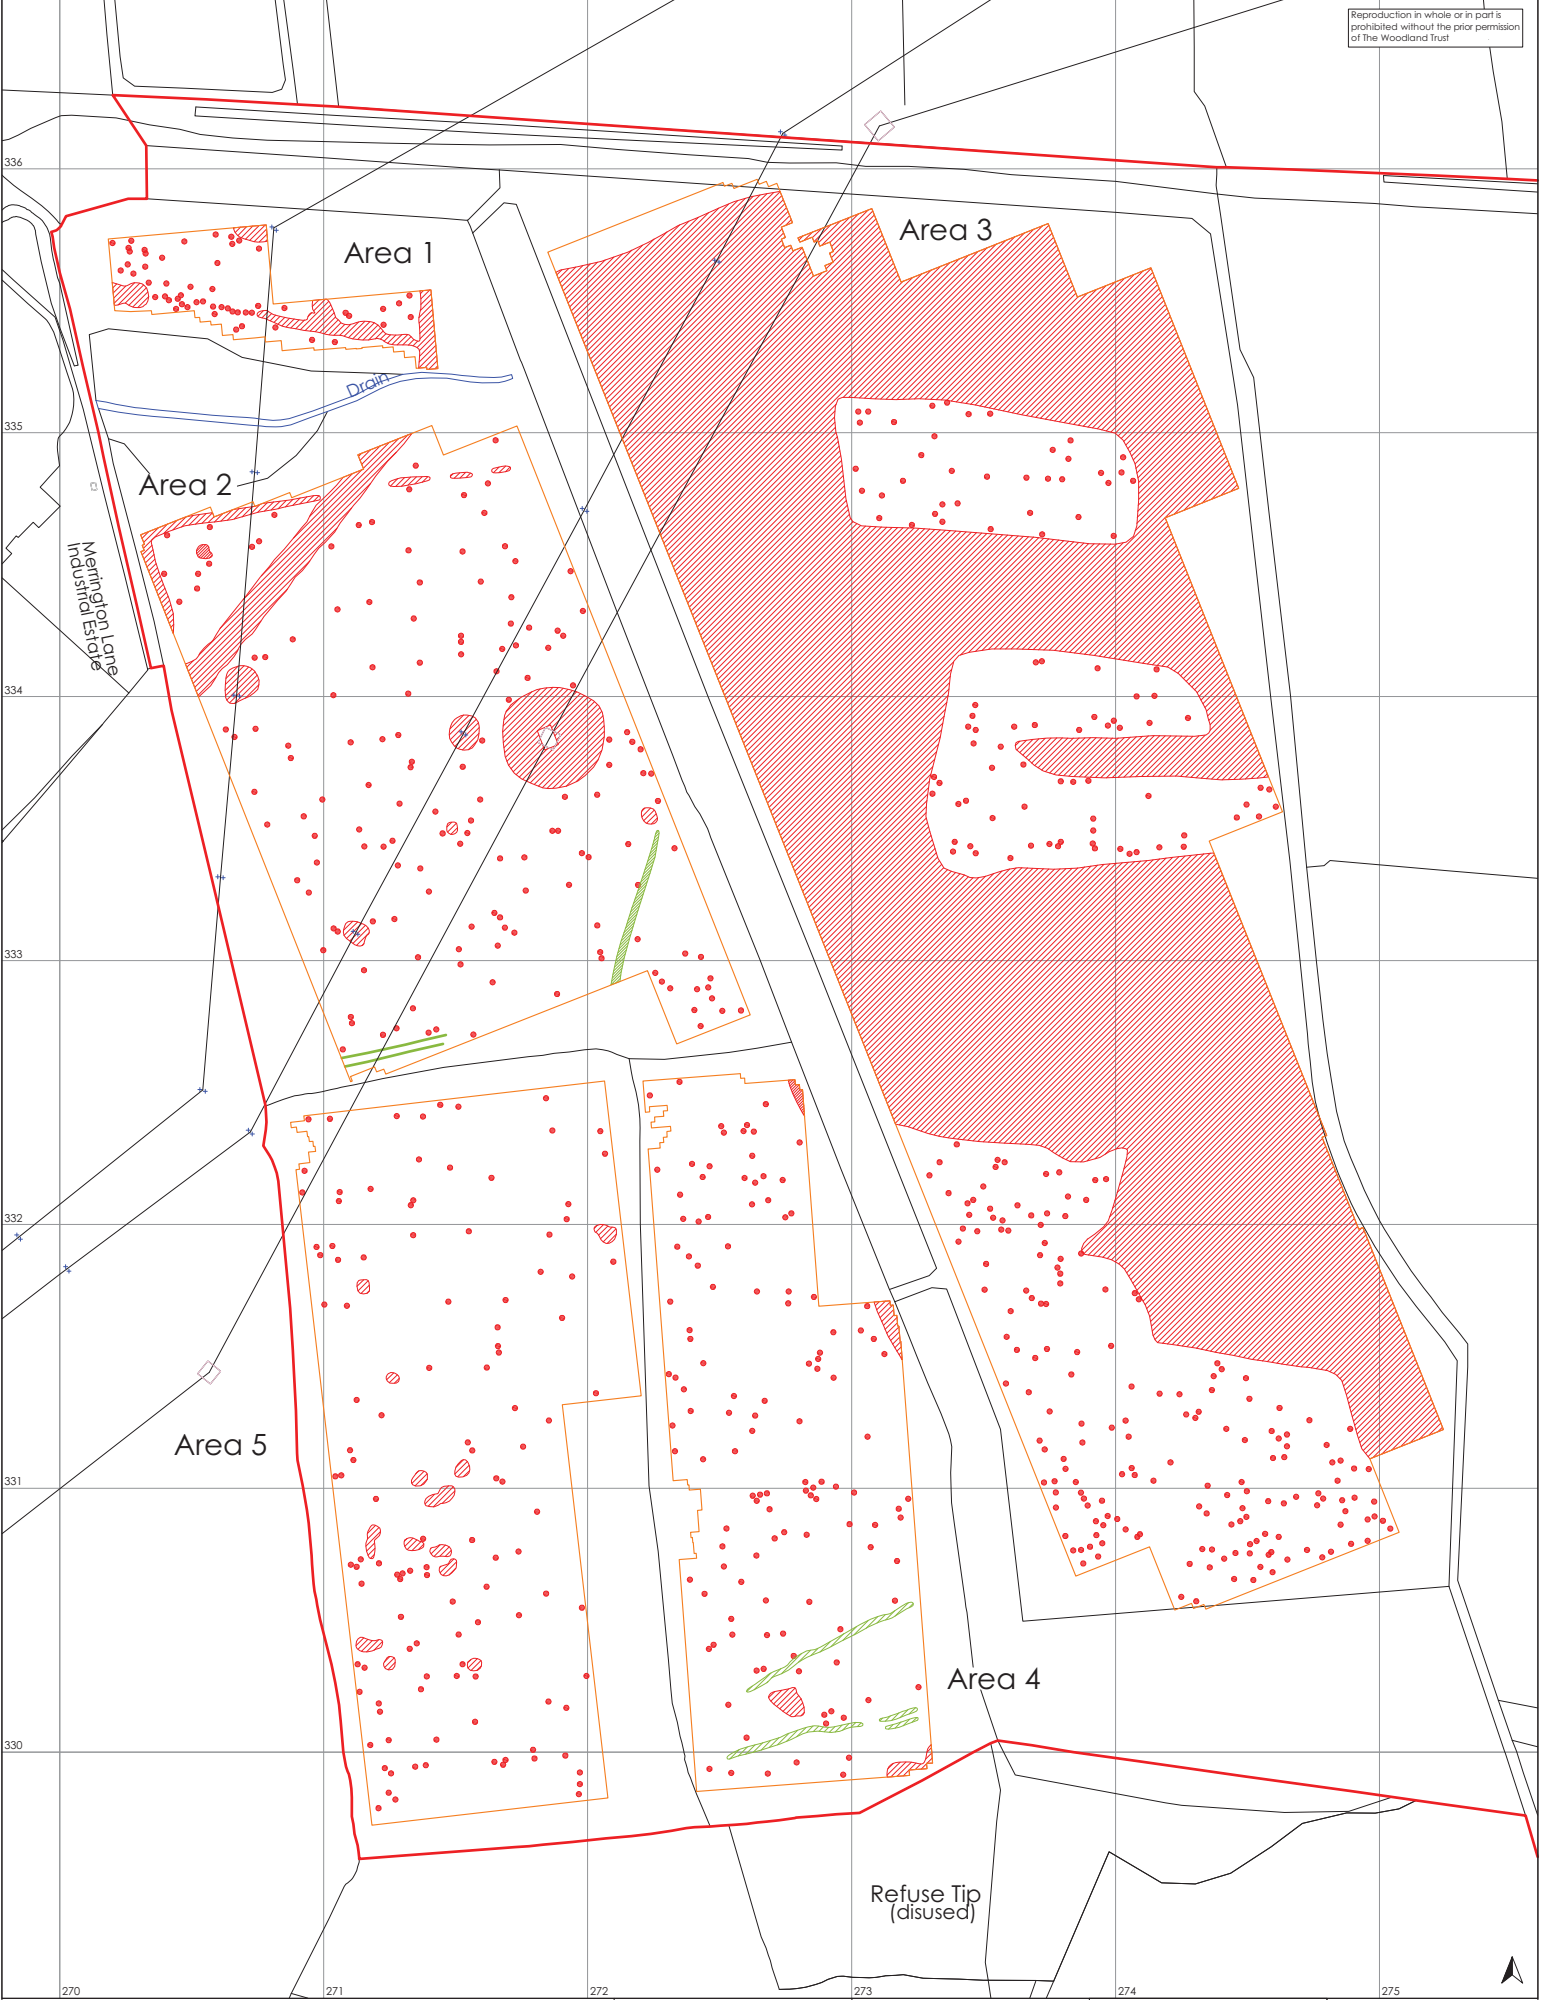 Reproduction in whole or in part is
prohibited without the prior permission
of The Woodland Trust
336
Area 3
Area 1
Drain
335
Area 2
Merrington Lane
Industrial Estate
334
333
332
Area 5
331
Area 4
330
Refuse Tip
(disused)
270
271
272
273
274
275